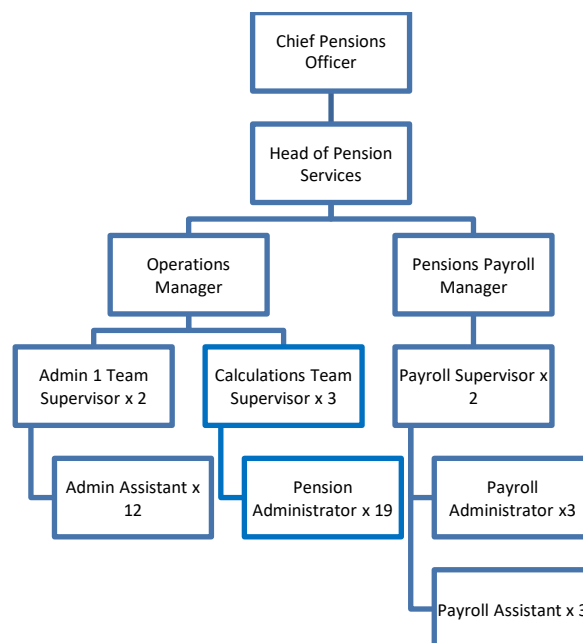 Chief Pensions
Officer
Head of Pension
Services
Operations
Manager
Pensions Payroll
Manager
Admin 1 Team
Supervisor x 2
Calculations Team
Supervisor x 3
Payroll Supervisor x
2
Admin Assistant x
12
Pension
Administrator x 19
Payroll
Administrator x3
Payroll Assistant x 3